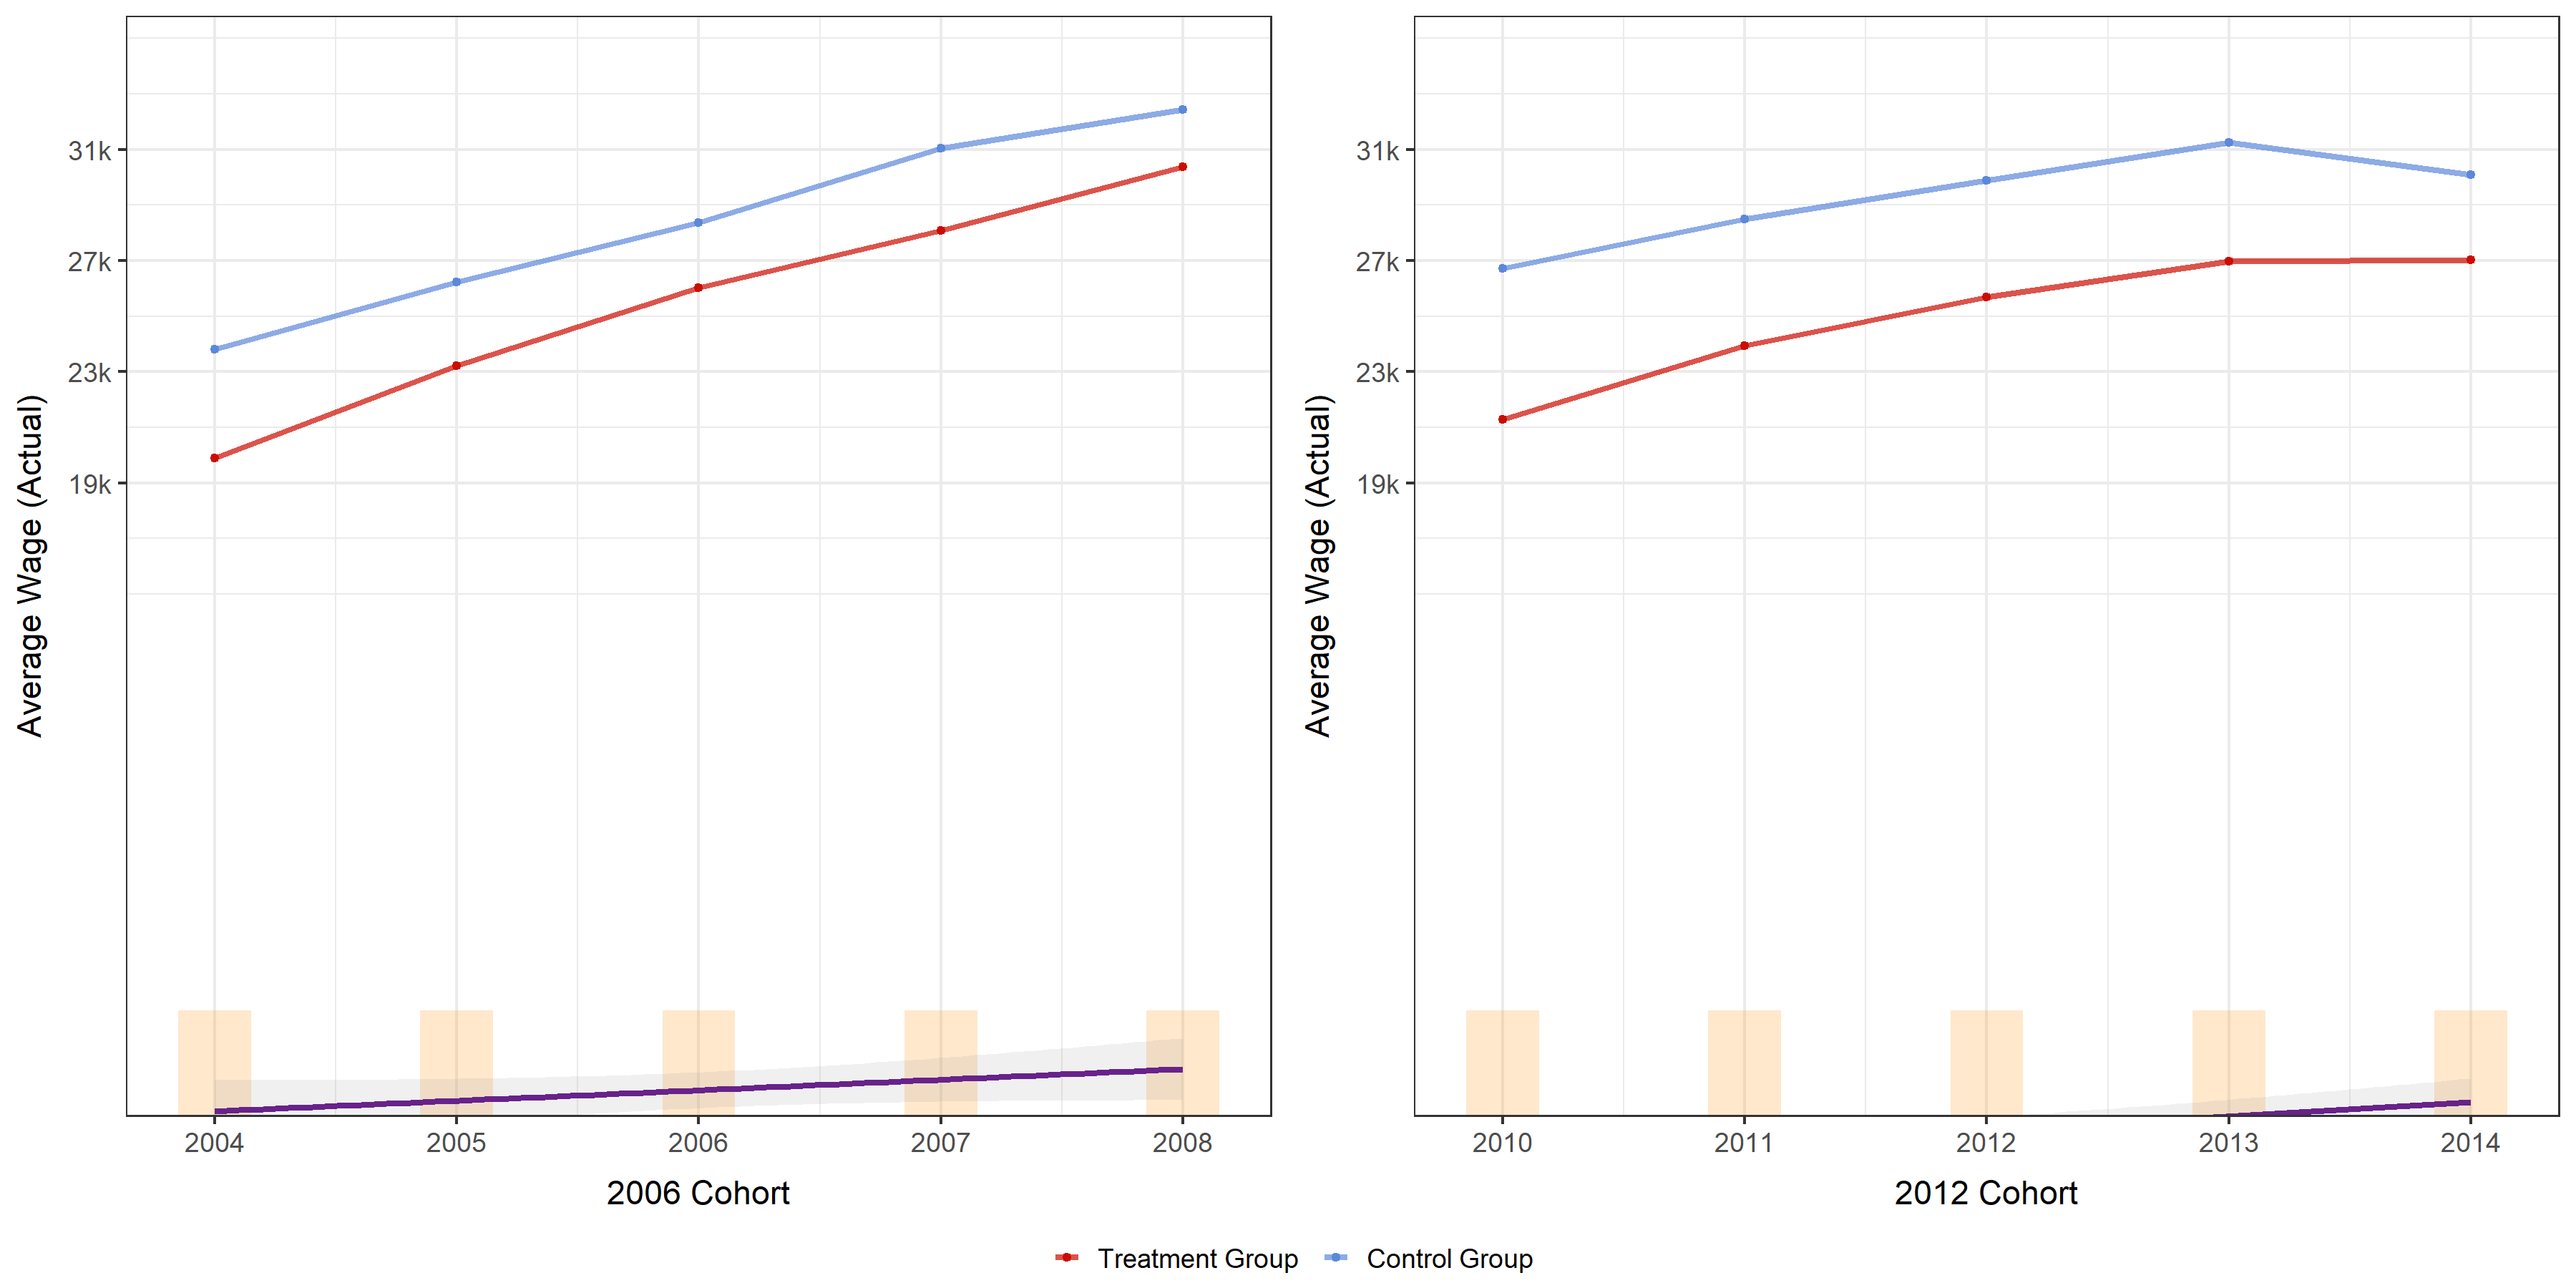 Average Wage (Actual)
31k
27k
23k
19k
2004 2005 2006 2007 2008
2006 Cohort
Average Wage (Actual)
31k
27k
23k
19k
2010 2011 2012 2013 2014
2012 Cohort
Treatment Group Control Group